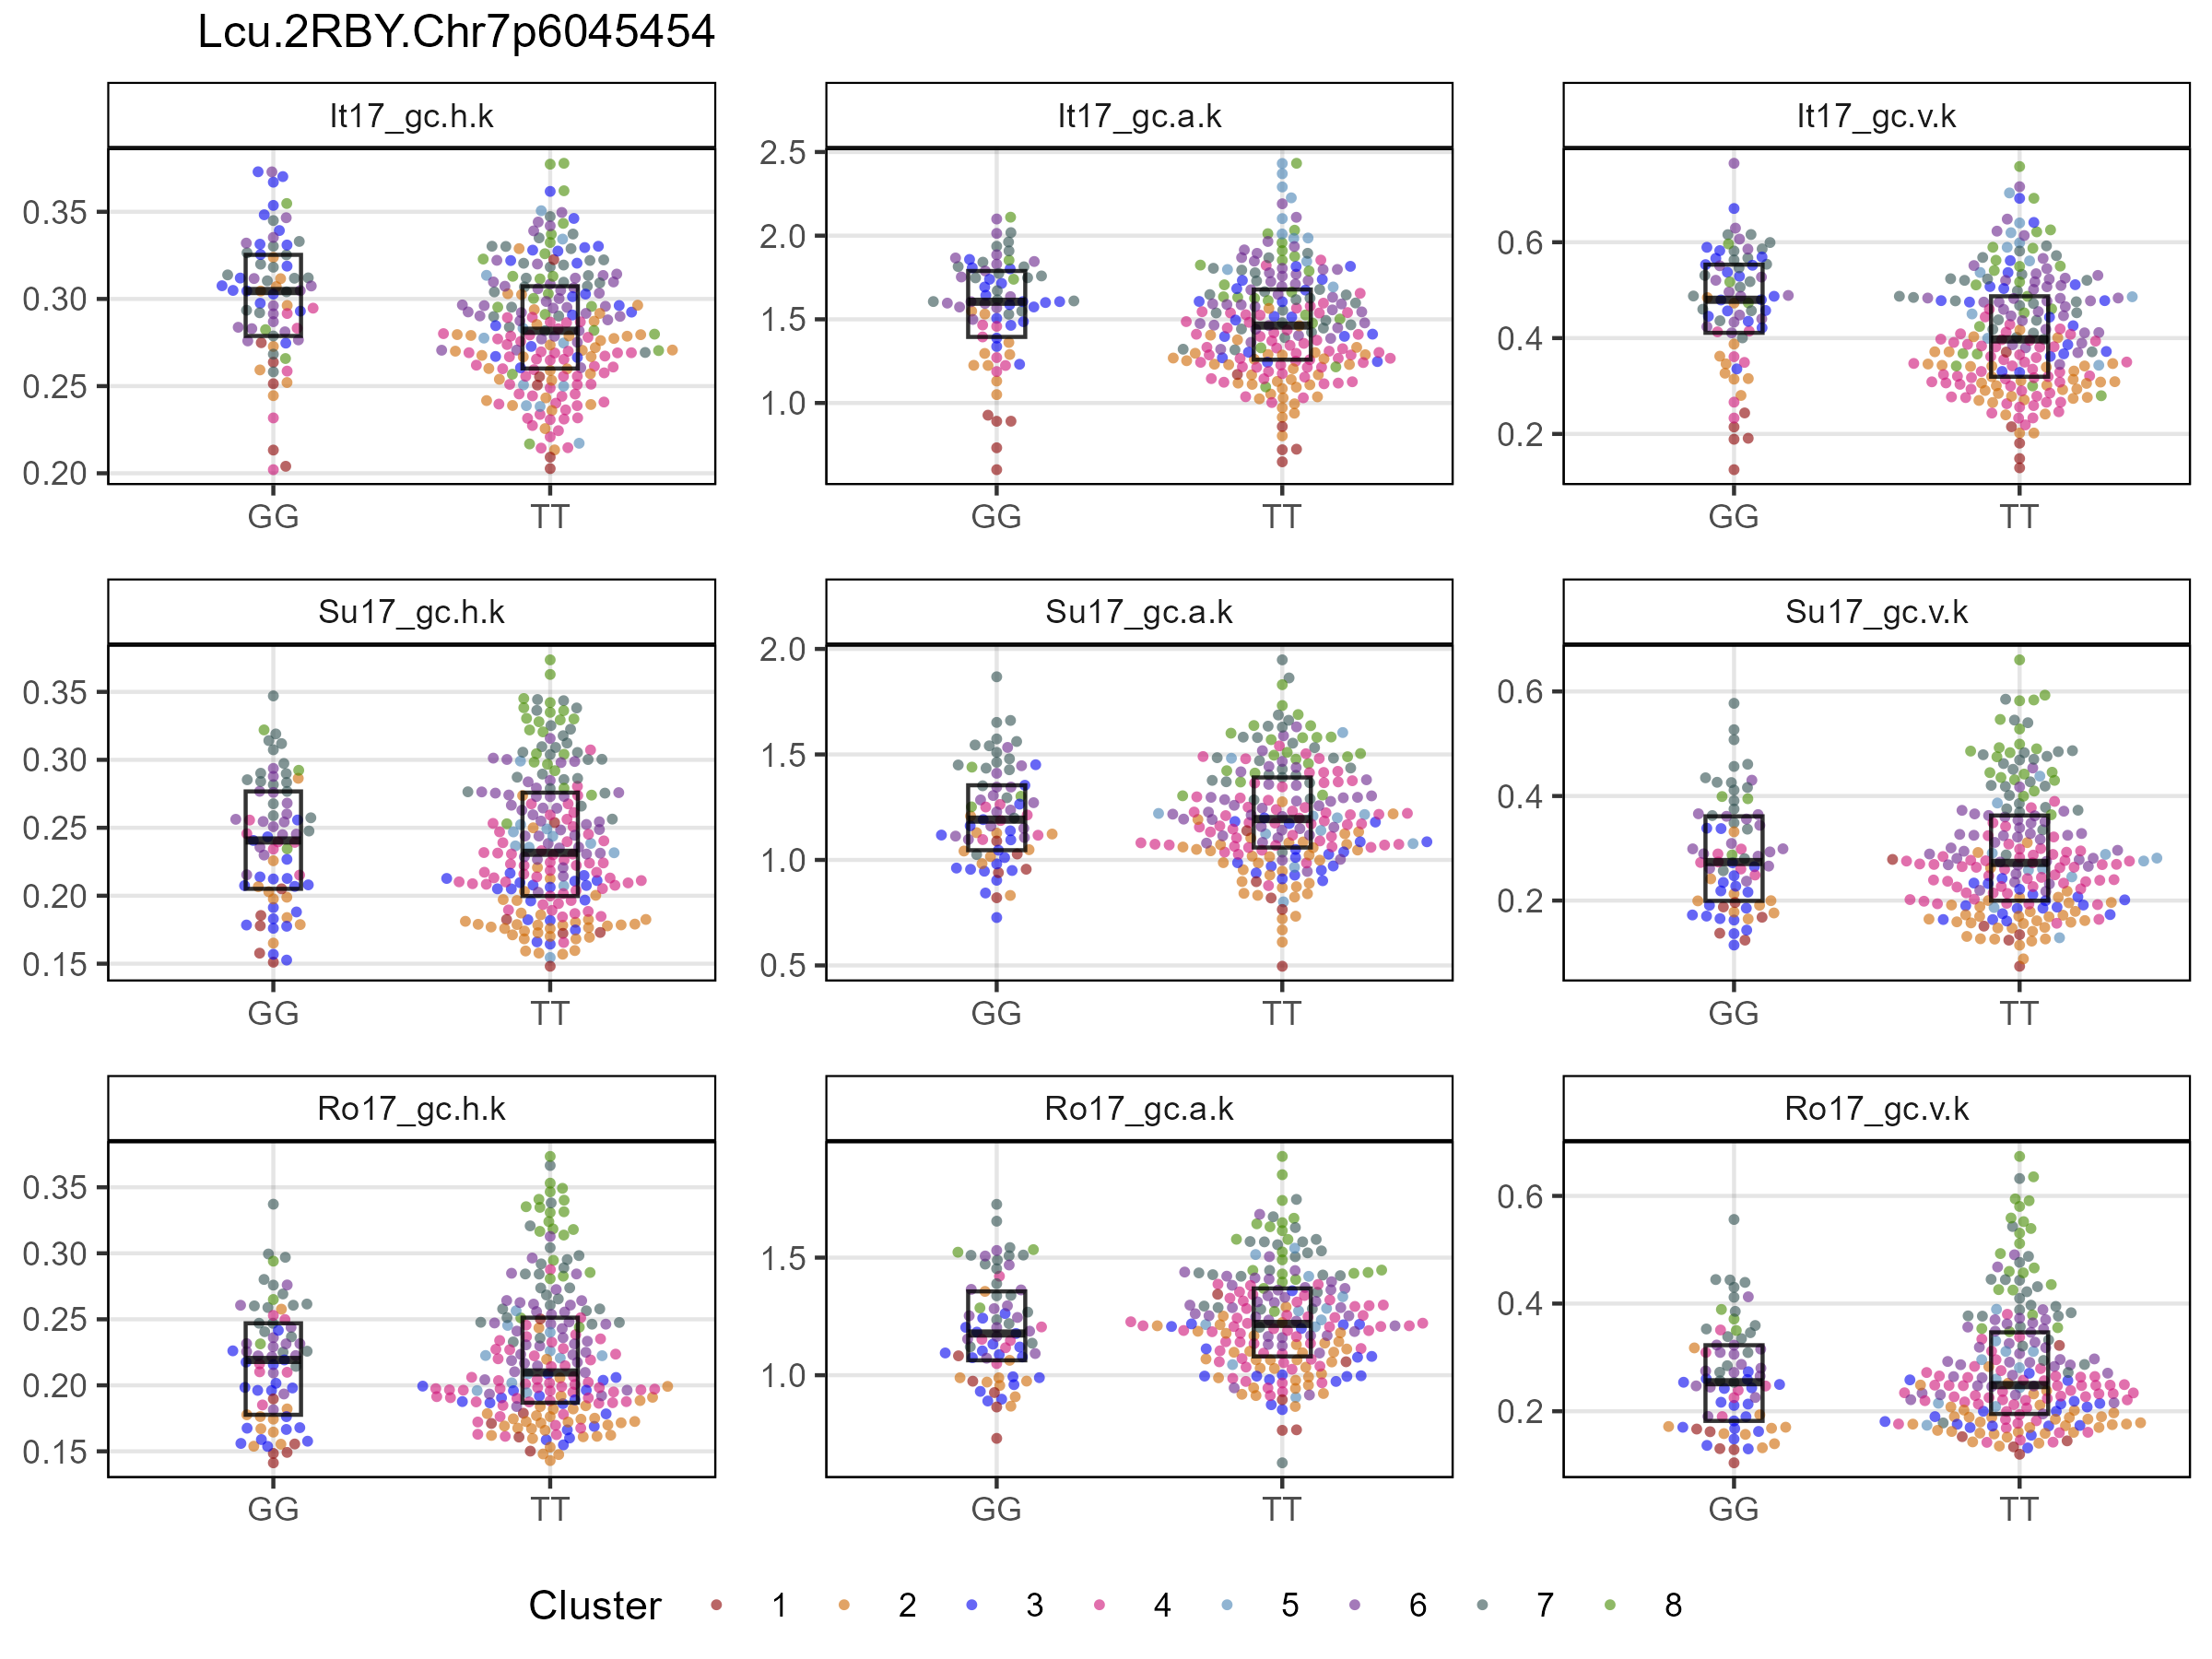 Lcu.2RBY.Chr7p6045454
It17_gc.h.k
It17_gc.a.k
It17_gc.v.k
0.35
0.30
0.25
0.20
GG
TT
2.5
2.0
1.5
1.0
GG
TT
0.6
0.4
0.2
GG
TT
Su17_gc.h.k
Su17_gc.a.k
Su17_gc.v.k
0.35
0.30
0.25
0.20
0.15
GG
TT
2.0
1.5
1.0
0.5
GG
TT
0.6
0.4
0.2
GG
TT
Ro17_gc.h.k
Ro17_gc.a.k
Ro17_gc.v.k
0.35
0.30
0.25
0.20
0.15
GG
TT
1.5
1.0
GG
TT
0.6
0.4
0.2
GG
TT
Cluster 1 2 3 4 5 6 7 8